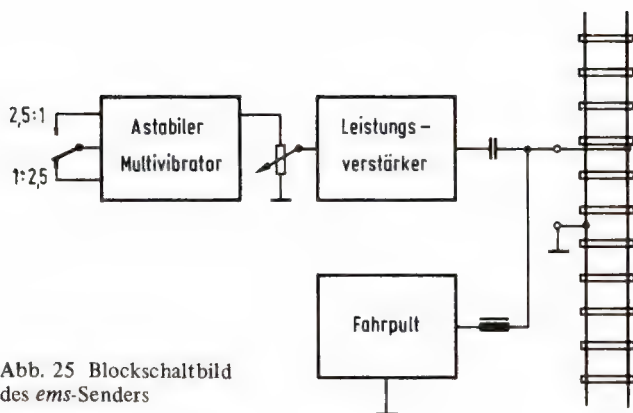 2,5:1
1:2,5
Astabiler
Multivibrator
Leistungs-
verstärker
Fahrpult
Abb. 25 Blockschaltbild
des ems-Senders